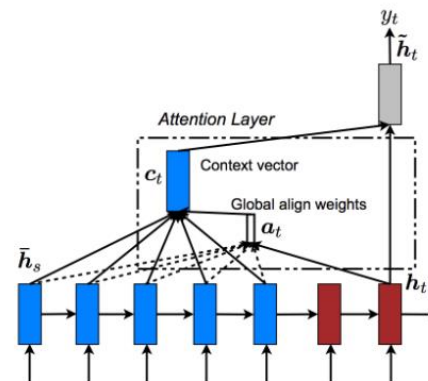 y_t
h̃_t
Attention Layer
c_t
Context vector
Global align weights
a_t
h̄_s
h_t